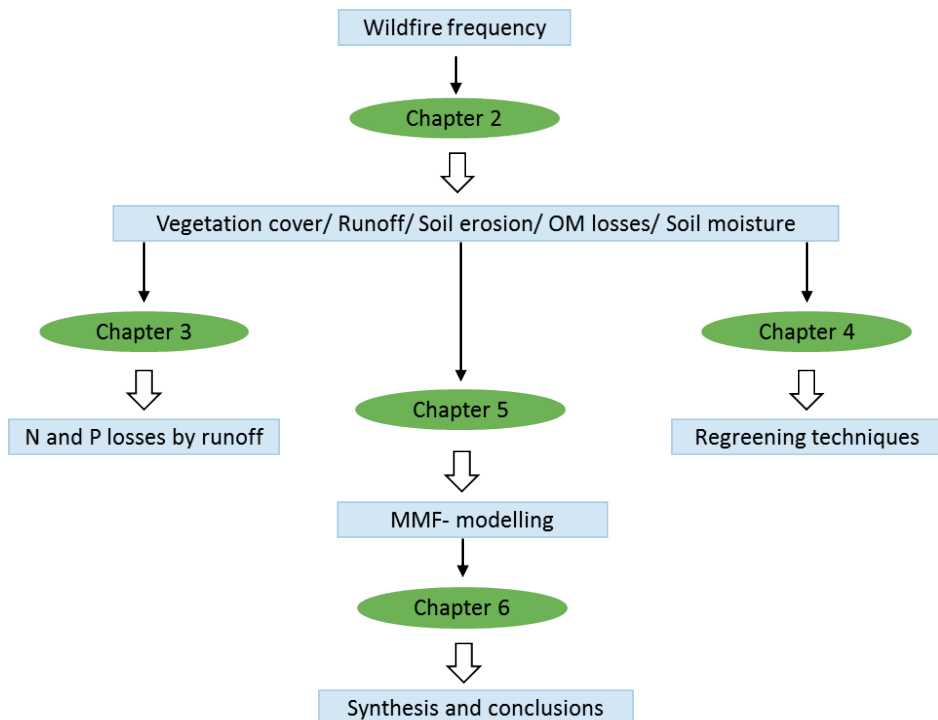 Wildfire frequency
Chapter 2
Vegetation cover/ Runoff/ Soil erosion/ OM losses/ Soil moisture
Chapter 3
Chapter 4
Chapter 5
N and P losses by runoff
Regreening techniques
MMF- modelling
Chapter 6
Synthesis and conclusions